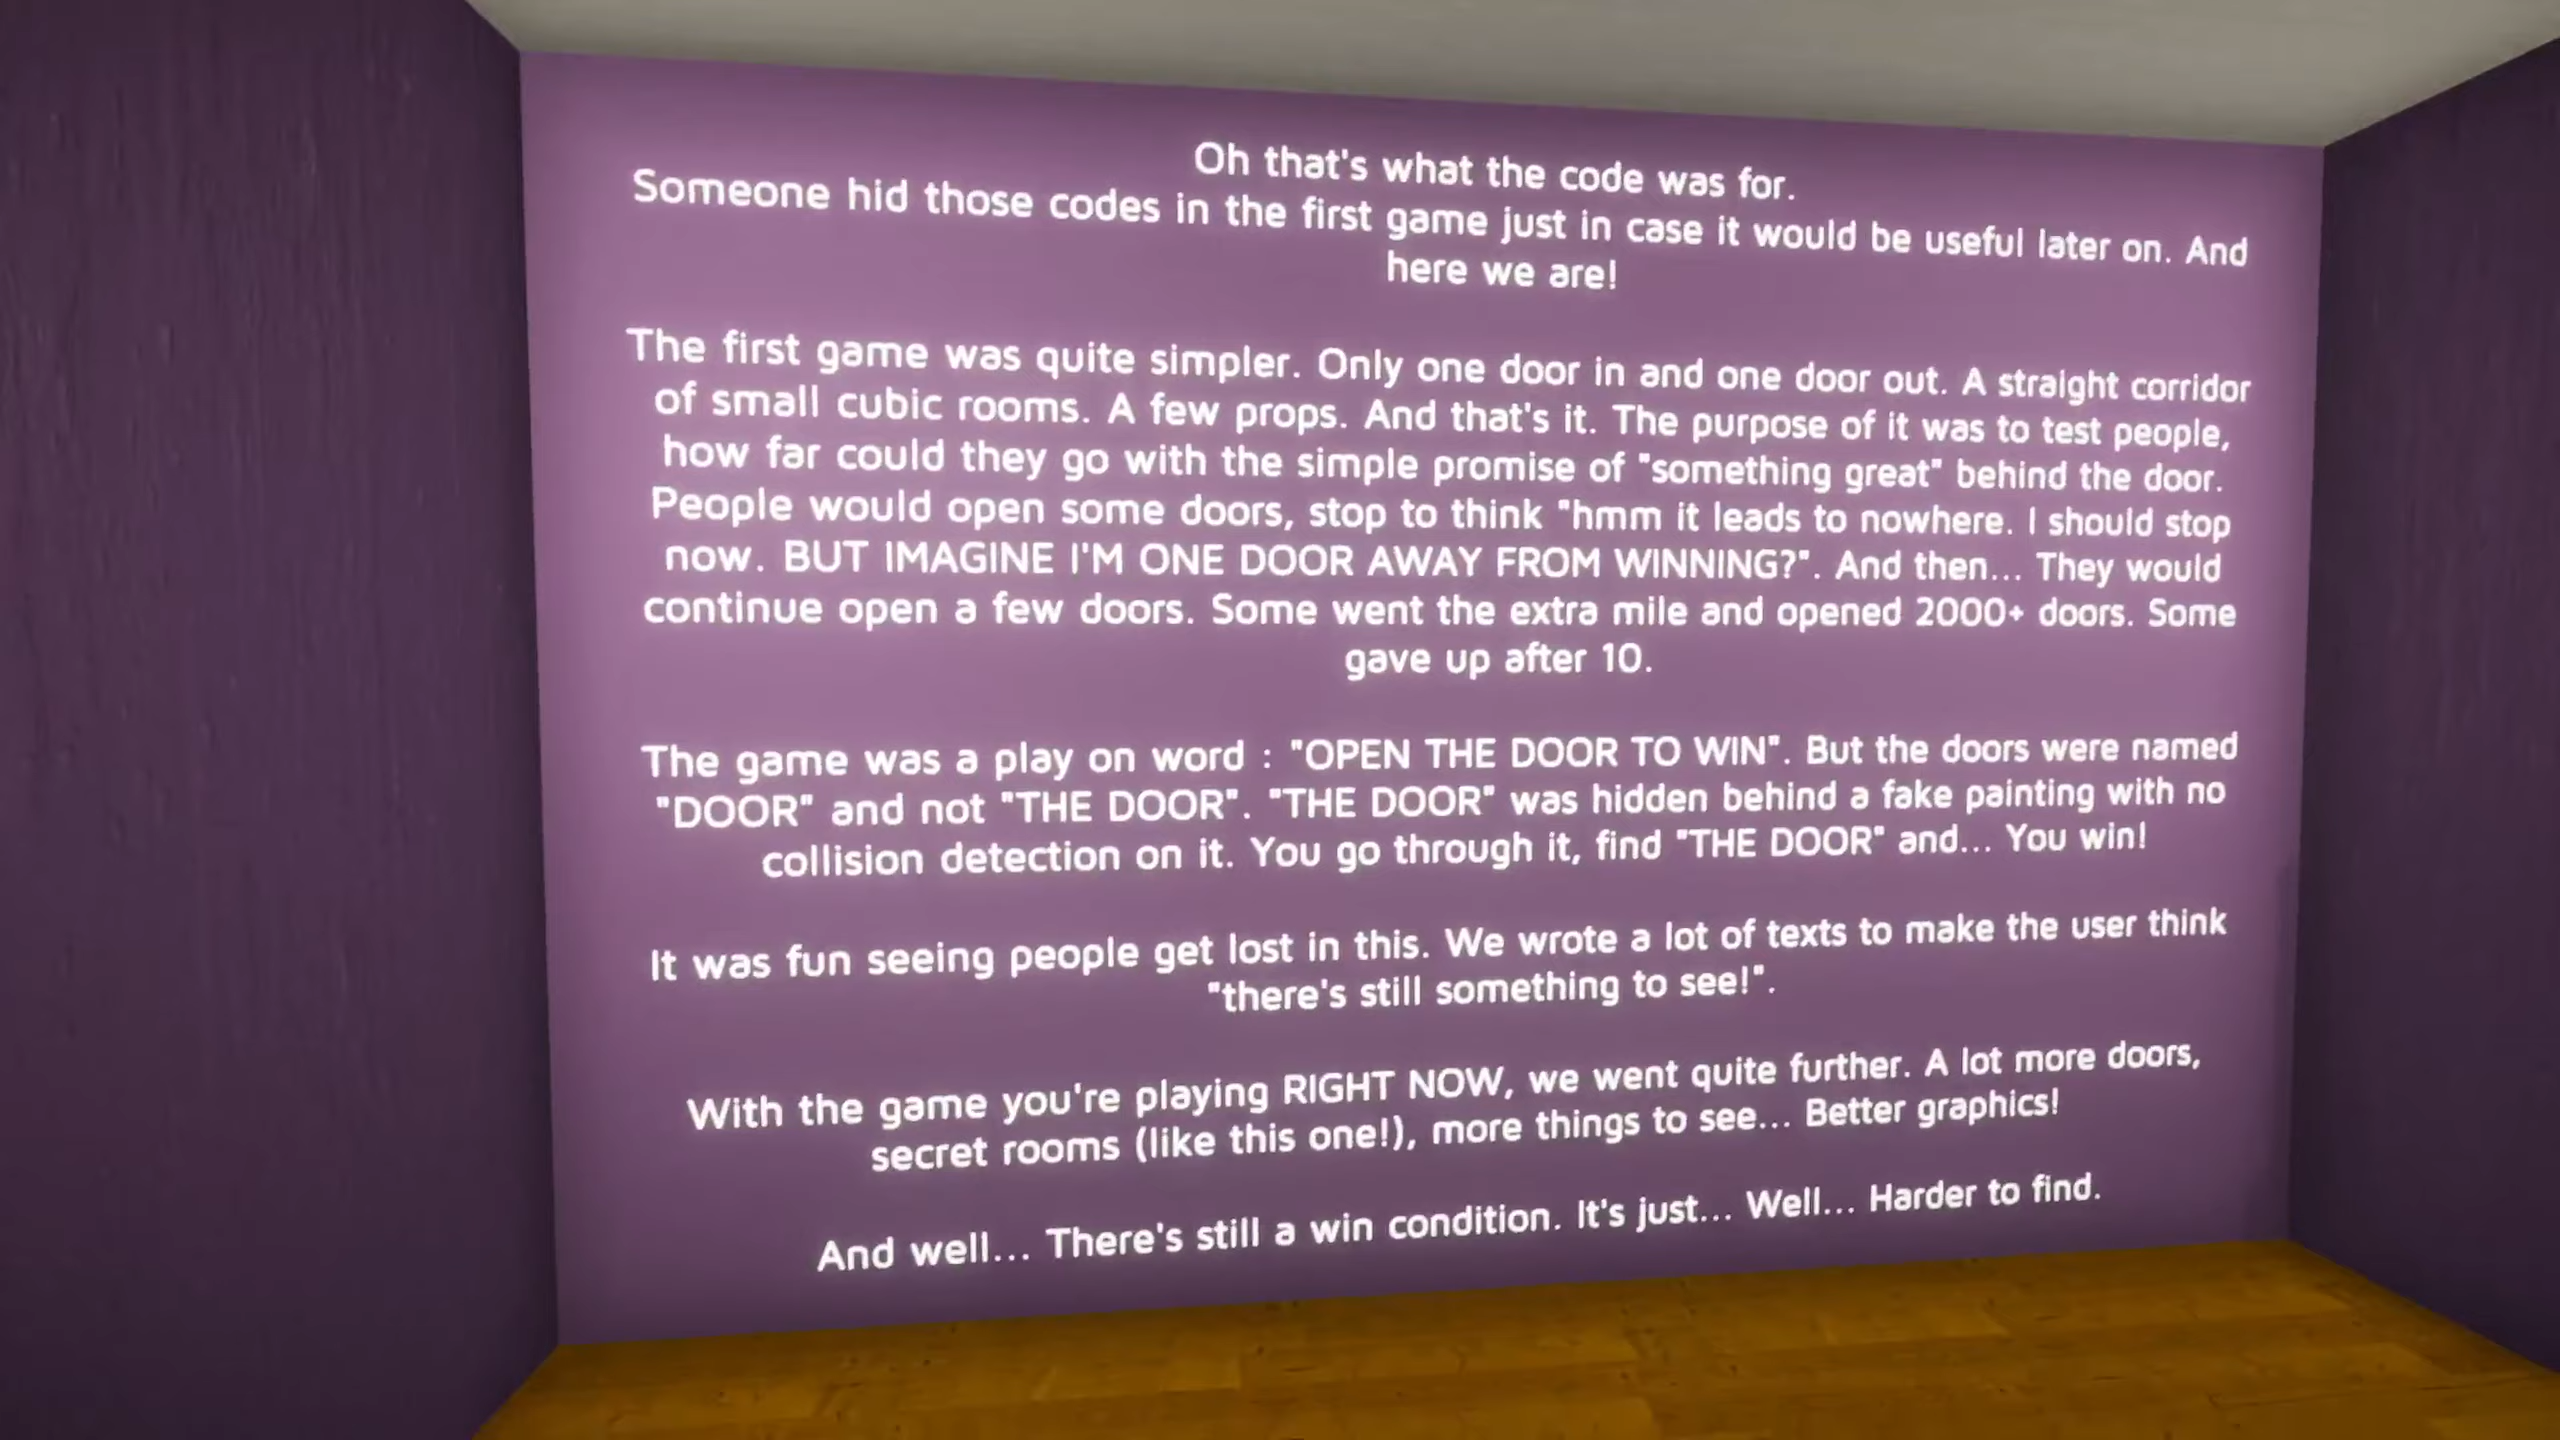 Oh that's what the code was for.
Someone hid those codes in the first game just in case it would be useful later on. And
here we are!
The first game was quite simpler. Only one door in and one door out. A straight corridor
of small cubic rooms. A few props. And that's it. The purpose of it was to test people,
how far could they go with the simple promise of "something great" behind the door.
People would open some doors, stop to think "hmm it leads to nowhere. I should stop
now. BUT IMAGINE I'M ONE DOOR AWAY FROM WINNING?". And then... They would
continue open a few doors. Some went the extra mile and opened 2000+ doors. Some
gave up after 10.
The game was a play on word : "OPEN THE DOOR TO WIN". But the doors were named
"DOOR" and not "THE DOOR". "THE DOOR" was hidden behind a fake painting with no
collision detection on it. You go through it, find "THE DOOR" and... You win!
It was fun seeing people get lost in this. We wrote a lot of texts to make the user think
"there's still something to see!".
With the game you're playing RIGHT NOW, we went quite further. A lot more doors,
secret rooms (like this one!), more things to see... Better graphics!
And well... There's still a win condition. It's just... Well... Harder to find.